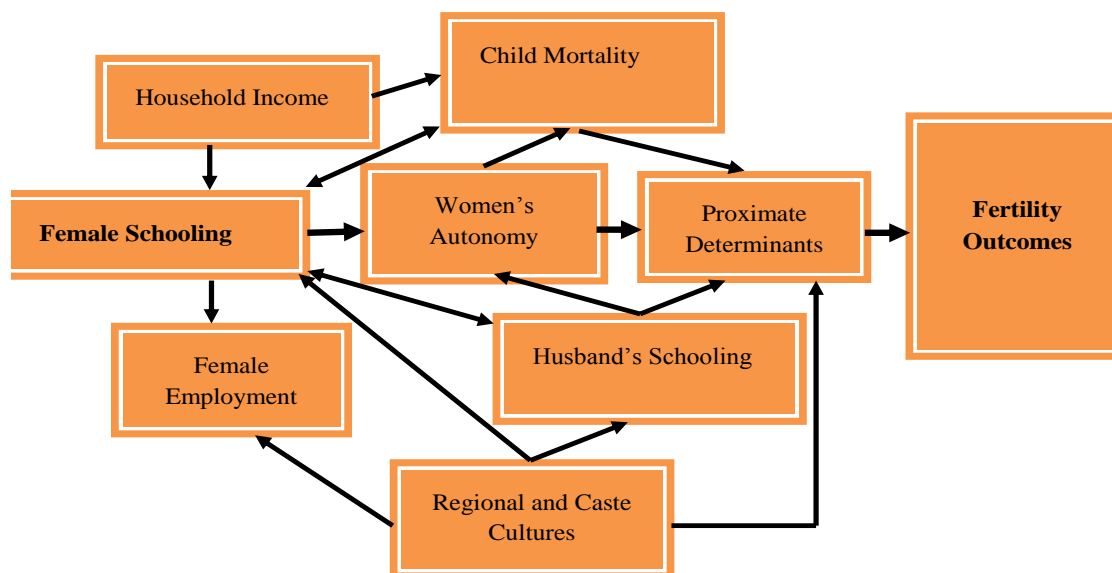 Child Mortality
Household Income
Female Schooling
Women’s
Autonomy
Proximate
Determinants
Fertility
Outcomes
Husband’s Schooling
Female
Employment
Regional and Caste
Cultures